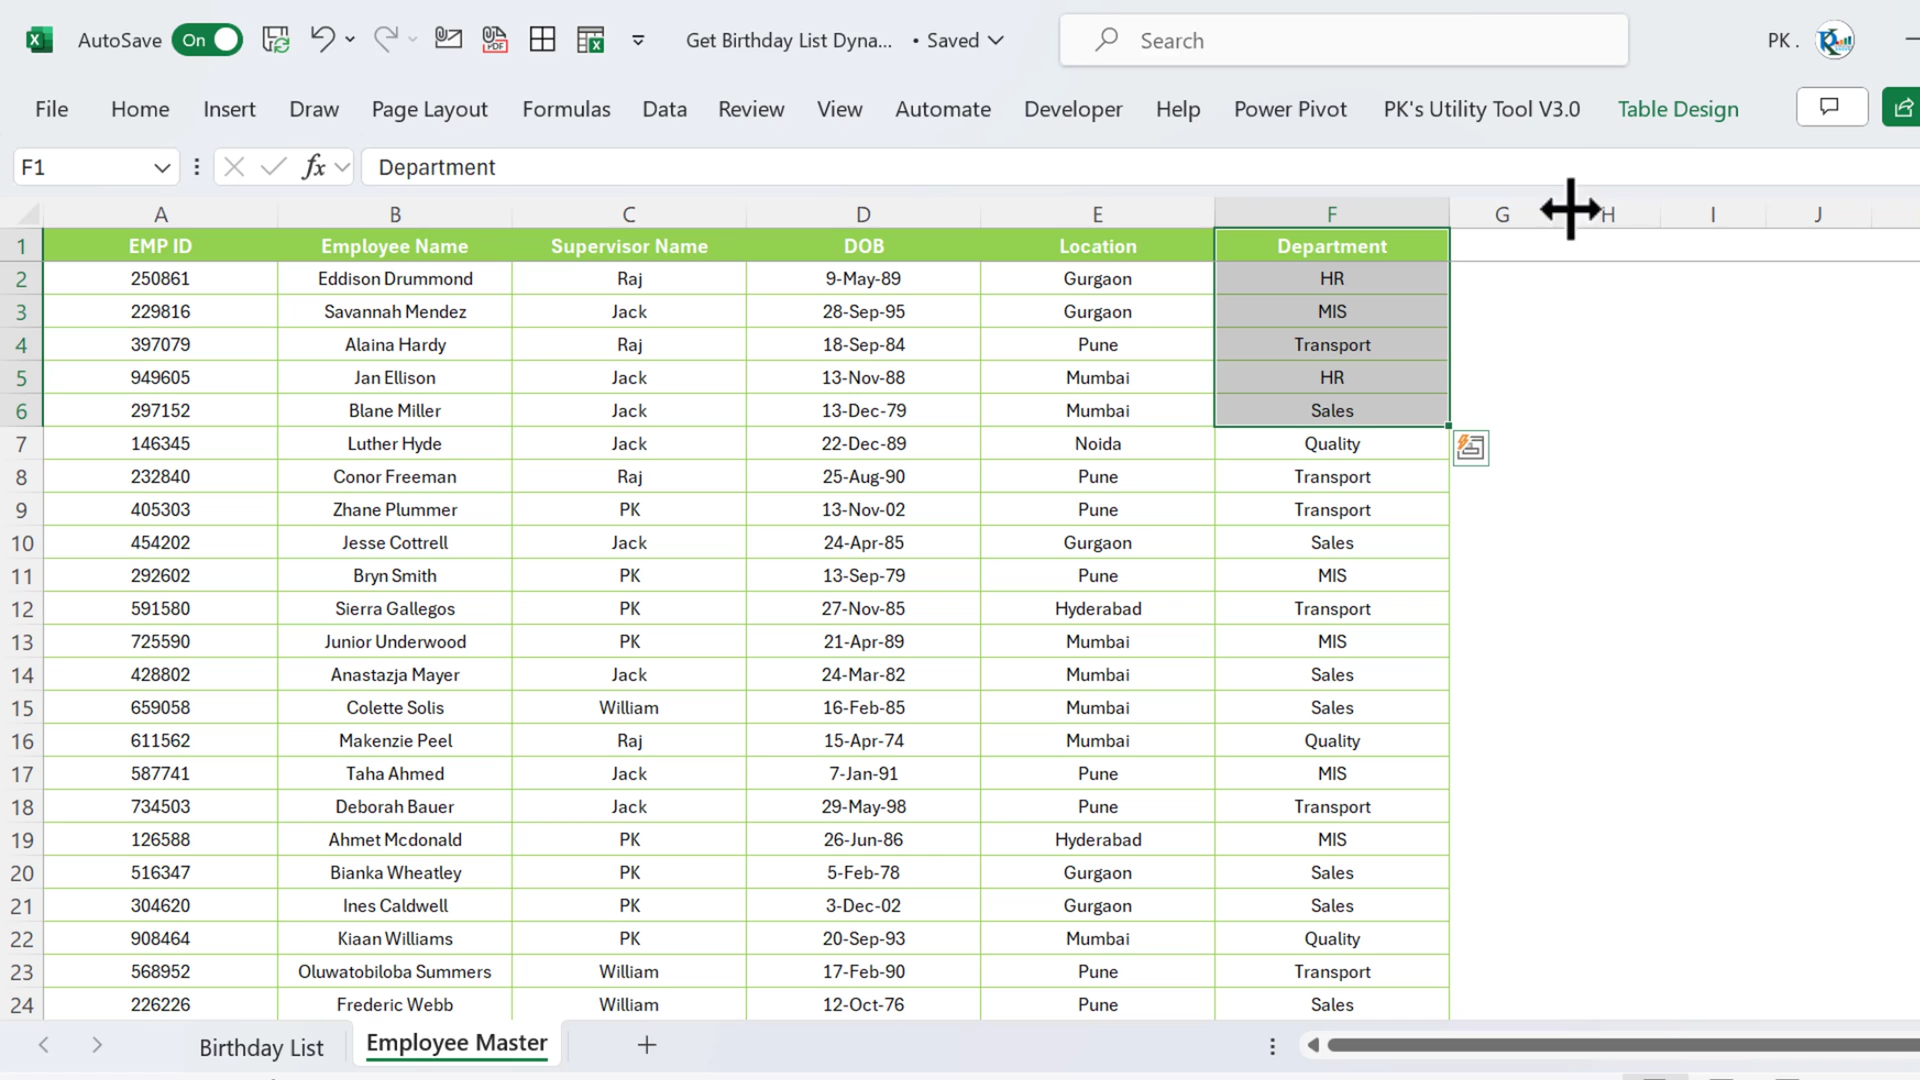 AutoSave On Get Birthday List Dyna... • Saved Search PK .
File Home Insert Draw Page Layout Formulas Data Review View Automate Developer Help Power Pivot PK's Utility Tool V3.0 Table Design
F1 fx Department
A B C D E F G H I J
1 EMP ID Employee Name Supervisor Name DOB Location Department
2 250861 Eddison Drummond Raj 9-May-89 Gurgaon HR
3 229816 Savannah Mendez Jack 28-Sep-95 Gurgaon MIS
4 397079 Alaina Hardy Raj 18-Sep-84 Pune Transport
5 949605 Jan Ellison Jack 13-Nov-88 Mumbai HR
6 297152 Blane Miller Jack 13-Dec-79 Mumbai Sales
7 146345 Luther Hyde Jack 22-Dec-89 Noida Quality
8 232840 Conor Freeman Raj 25-Aug-90 Pune Transport
9 405303 Zhane Plummer PK 13-Nov-02 Pune Transport
10 454202 Jesse Cottrell Jack 24-Apr-85 Gurgaon Sales
11 292602 Bryn Smith PK 13-Sep-79 Pune MIS
12 591580 Sierra Gallegos PK 27-Nov-85 Hyderabad Transport
13 725590 Junior Underwood PK 21-Apr-89 Mumbai MIS
14 428802 Anastazja Mayer Jack 24-Mar-82 Mumbai Sales
15 659058 Colette Solis William 16-Feb-85 Mumbai Sales
16 611562 Makenzie Peel Raj 15-Apr-74 Mumbai Quality
17 587741 Taha Ahmed Jack 7-Jan-91 Pune MIS
18 734503 Deborah Bauer Jack 29-May-98 Pune Transport
19 126588 Ahmet Mcdonald PK 26-Jun-86 Hyderabad MIS
20 516347 Bianka Wheatley PK 5-Feb-78 Gurgaon Sales
21 304620 Ines Caldwell PK 3-Dec-02 Gurgaon Sales
22 908464 Kiaan Williams PK 20-Sep-93 Mumbai Quality
23 568952 Oluwatobiloba Summers William 17-Feb-90 Pune Transport
24 226226 Frederic Webb William 12-Oct-76 Pune Sales
Birthday List Employee Master